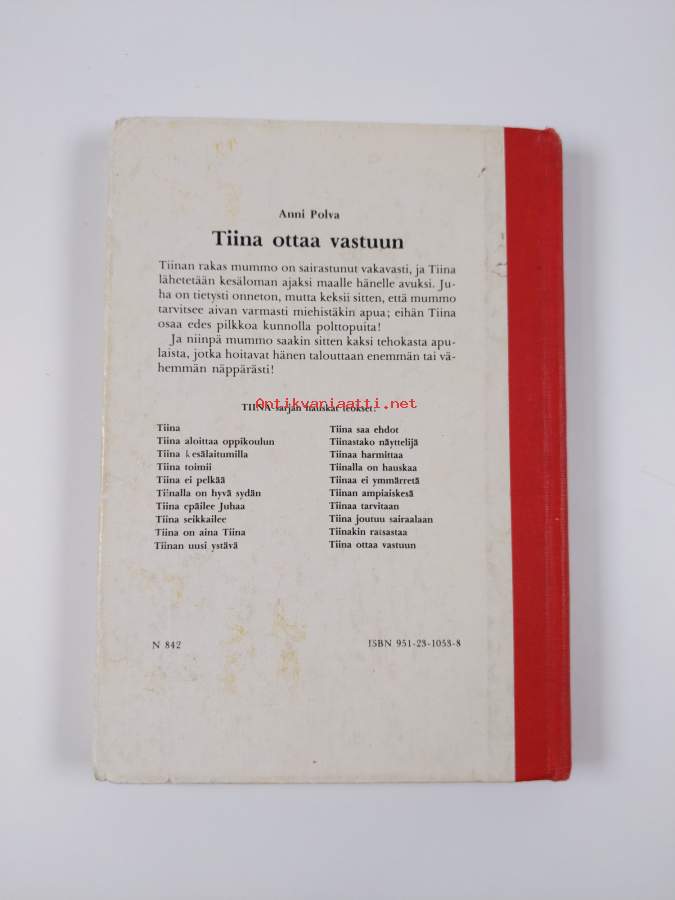 Anni Polva
Tiina ottaa vastuun
Tiinan rakas mummo on sairastunut vakavasti, ja Tiina
lähetetään kesäloman ajaksi maalle hänelle avuksi. Ju-
ha on tietysti onneton, mutta keksii sitten, että mummo
tarvitsee aivan varmasti miehistäkin apua; eihän Tiina
osaa edes pilkkoa kunnolla polttopuita!
Ja niinpä mummo saakin sitten kaksi tehokasta apu-
laista, jotka hoitavat hänen talouttaan enemmän tai vä-
hemmän näppärästi!
Antikvariaatti.net
TIINA-sarjan hauskat teokset:
Tiina
Tiina aloittaa oppikoulun
Tiina kesälaitumilla
Tiina toimii
Tiina ei pelkää
Tiinalla on hyvä sydän
Tiina epäilee Juhaa
Tiina seikkailee
Tiina on aina Tiina
Tiinan uusi ystävä
Tiina saa ehdot
Tiinastako näyttelijä
Tiinaa harmittaa
Tiinalla on hauskaa
Tiinaa ei ymmärretä
Tiinan ampiaiskesä
Tiinaa tarvitaan
Tiina joutuu sairaalaan
Tiinakin ratsastaa
Tiina ottaa vastuun
N 842
ISBN 951-23-1053-8